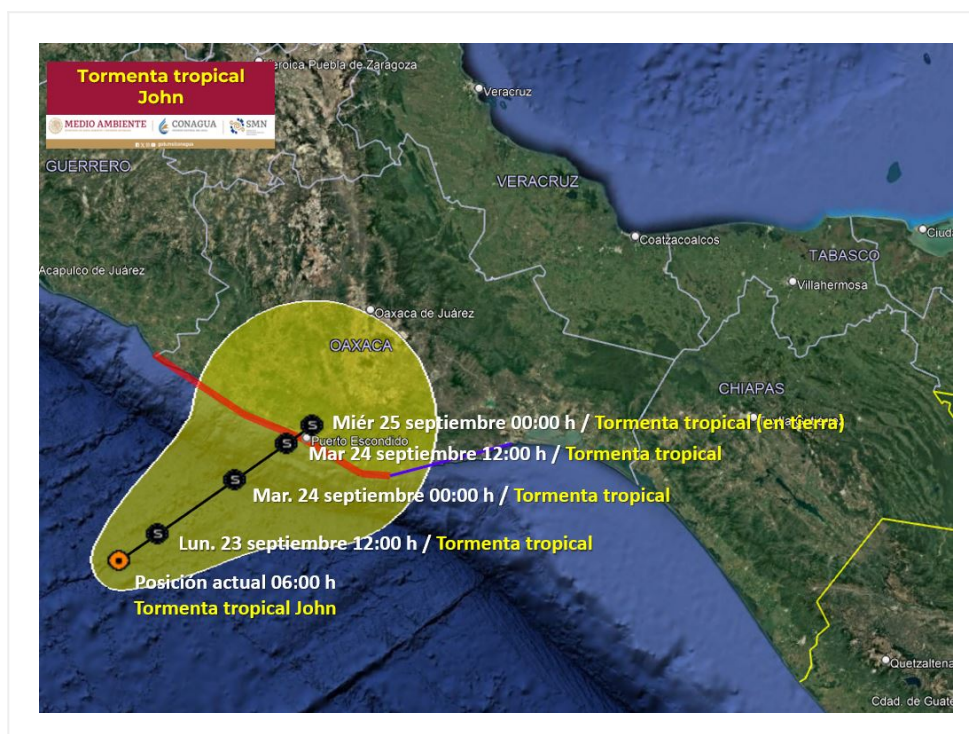 Tormenta tropical
John
MEDIO AMBIENTE
CONAGUA
SMN
Heroica Puebla de Zaragoza
Veracruz
GUERRERO
VERACRUZ
Coatzacoalcos
Ciuda
TABASCO
Villahermosa
Acapulco de Juárez
Oaxaca de Juárez
OAXACA
CHIAPAS
Miér 25 septiembre 00:00 h / Tormenta tropical (en tierra)
Puerto Escondido
Mar 24 septiembre 12:00 h / Tormenta tropical
Mar. 24 septiembre 00:00 h / Tormenta tropical
Lun. 23 septiembre 12:00 h / Tormenta tropical
Posición actual 06:00 h
Tormenta tropical John
Quetzaltena
Cdad. de Guate
S
S
S
S